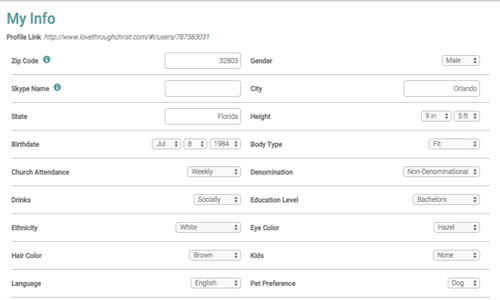 My Info
Profile Link: http://www.lovethroughchrist.com/#!/users/787583031
Zip Code 32803 Gender Male
Skype Name City Orlando
State Florida Height 9 in 5 ft
Birthdate Jul 8 1984 Body Type Fit
Church Attendance Weekly Denomination Non-Denominational
Drinks Socially Education Level Bachelors
Ethnicity White Eye Color Hazel
Hair Color Brown Kids None
Language English Pet Preference Dog